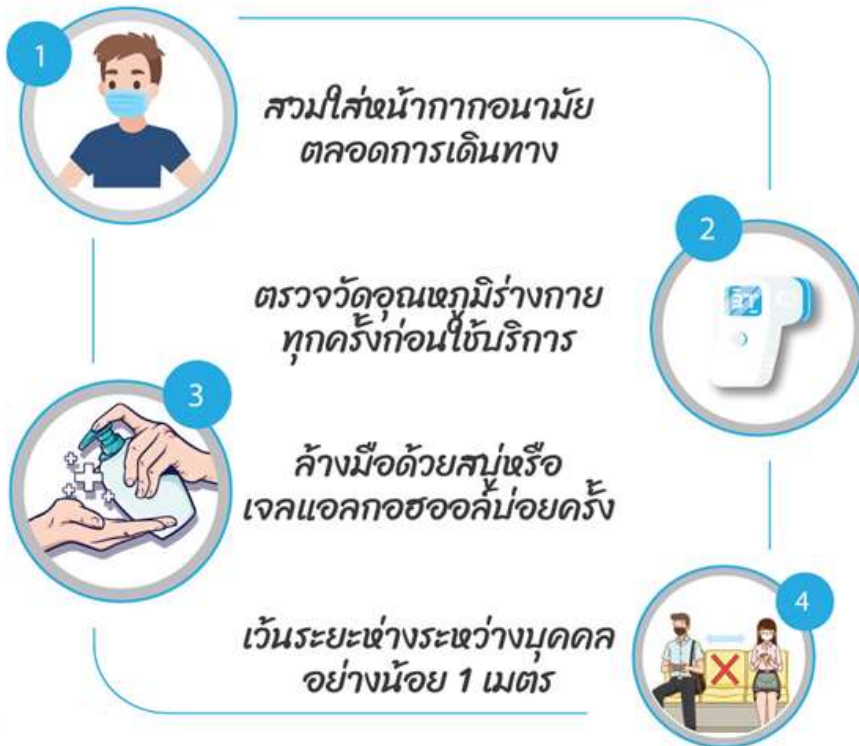 1
สวมใส่หน้ากากอนามัย
ตลอดการเดินทาง
2
ตรวจวัดอุณหภูมิร่างกาย
ทุกครั้งก่อนใช้บริการ
3
ล้างมือด้วยสบู่หรือ
เจลแอลกอฮออล์บ่อยครั้ง
4
เว้นระยะห่างระหว่างบุคคล
อย่างน้อย 1 เมตร